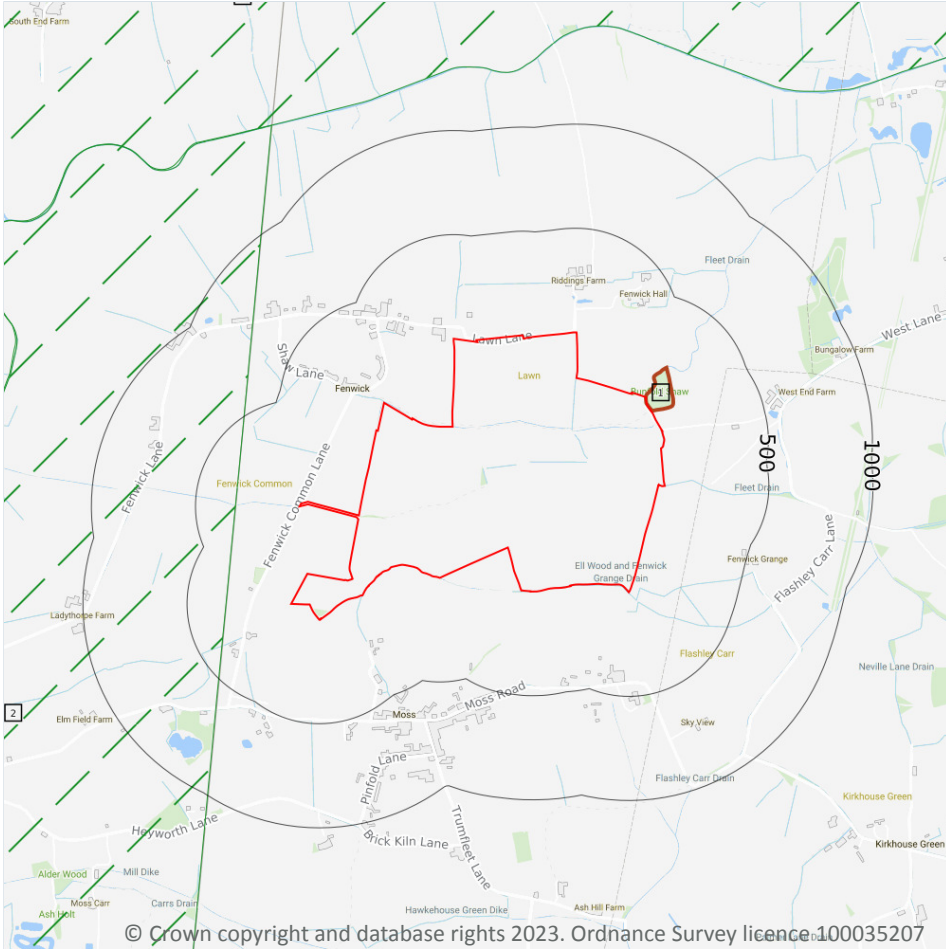 South End Farm
Fleet Drain
Riddings Farm
Fenwick Hall
West Lane
Lawn Lane
Shaw Lane
Bungalow Farm
Lawn
Fenwick
1
Shaw
West End Farm
500
1000
Fenwick Lane
Fenwick Common Lane
Fenwick Common
Fleet Drain
Flashley Carr Lane
Fenwick Grange
Ell Wood and Fenwick
Grange Drain
Ladythorpe Farm
Flashley Carr
Neville Lane Drain
Moss Road
2
Elm Field Farm
Moss
Sky View
Pinfold Lane
Flashley Carr Drain
Kirkhouse Green
Heyworth Lane
Trumfleet Lane
Brick Kiln Lane
Kirkhouse Green
Alder Wood
Mill Dike
Moss Carr
Carrs Drain
Ash Holt
Hawkehouse Green Dike
Ash Hill Farm
© Crown copyright and database rights 2023. Ordnance Survey licence 100035207